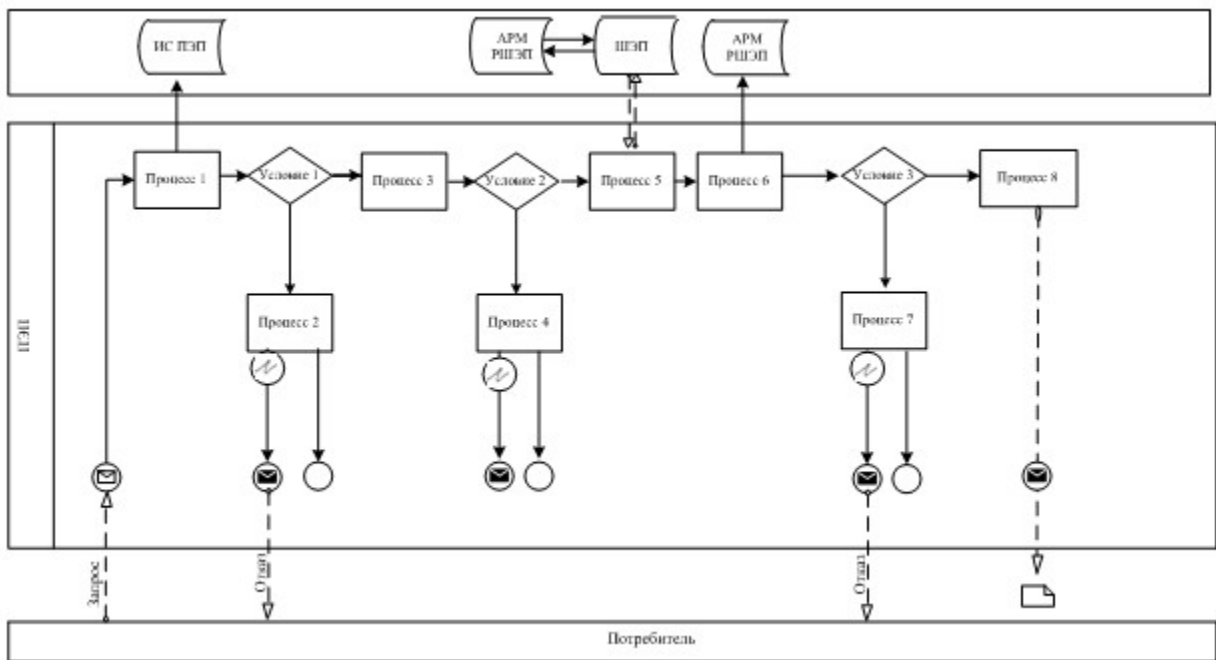 ИС ПЭП
АРМ
РШЭП
ШЭП
АРМ
РШЭП
Процесс 1
Условие 1
Процесс 3
Условие 2
Процесс 5
Процесс 6
Условие 3
Процесс 8
Процесс 2
Процесс 4
Процесс 7
Запрос
Отказ
Отказ
Потребитель